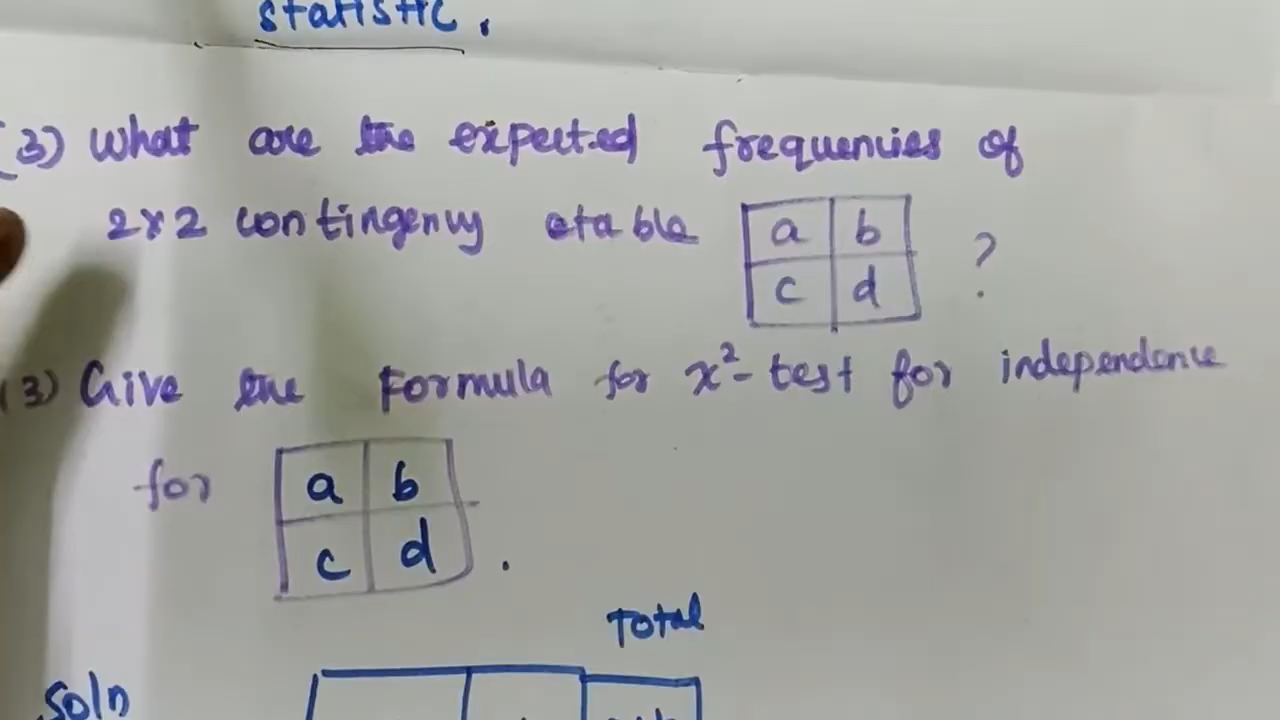 statistic.
(3) What are the expected frequencies of
2x2 contingency table a b ?
c d
(3) Give the Formula for x²-test for independence
for a b
c d .
Total
Soln